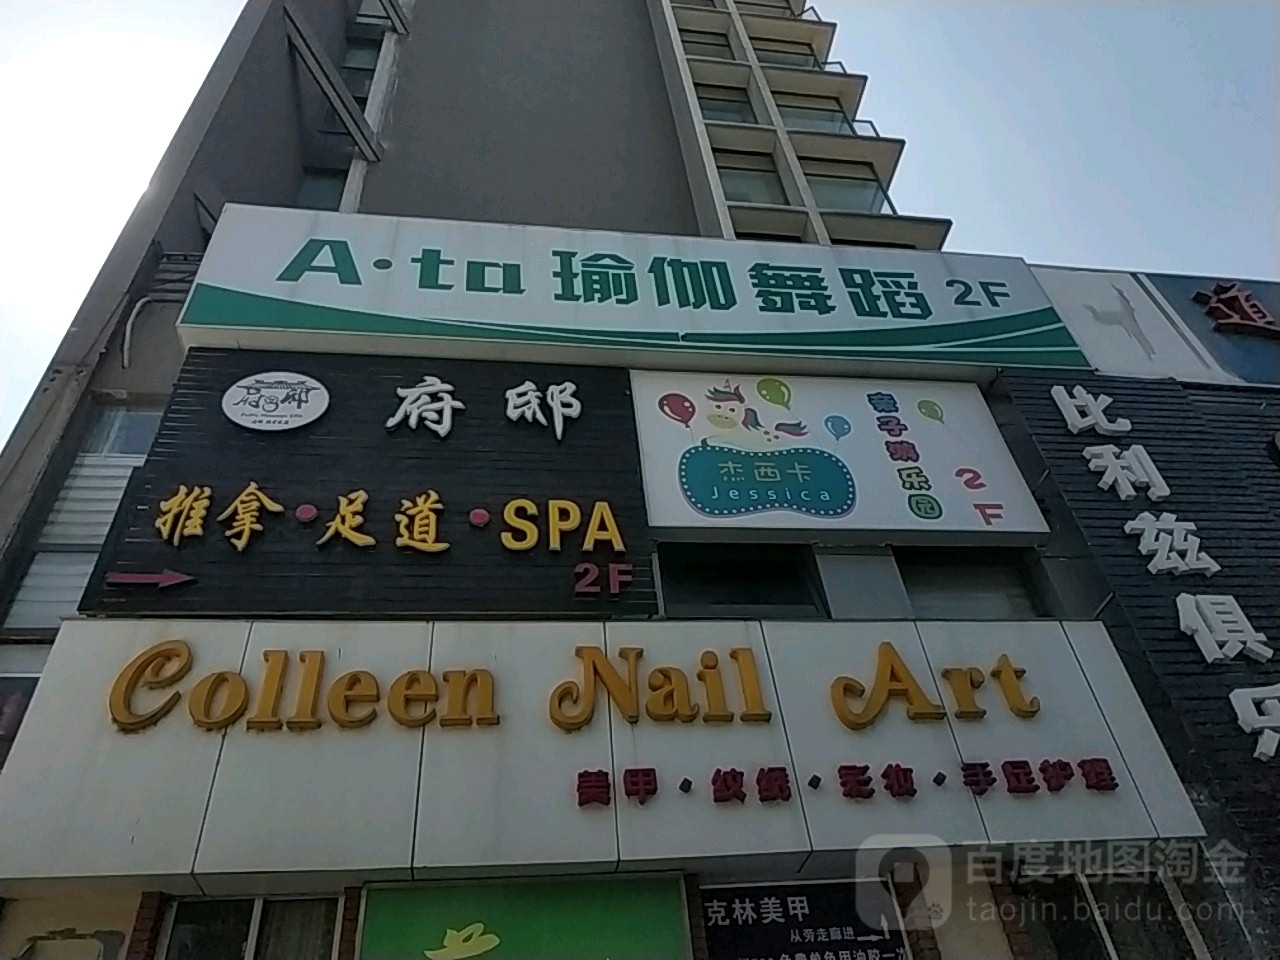 A·ta 瑜伽舞蹈 2F
府邸
推拿·足道·SPA
2F
杰西卡
Jessica
亲子猪乐园
2F
比利兹俱乐
Colleen Nail Art
美甲·纹绣·彩妆·手足护理
克林美甲
从旁走廊进
百度地图淘金
taojin.baidu.com